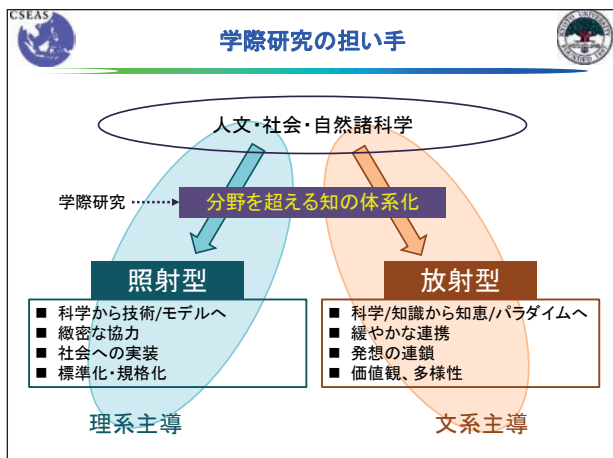 CSEAS
学際研究の担い手
人文・社会・自然諸科学
学際研究
分野を超える知の体系化
照射型
■ 科学から技術/モデルへ
■ 緻密な協力
■ 社会への実装
■ 標準化・規格化
理系主導
放射型
■ 科学/知識から知恵/パラダイムへ
■ 緩やかな連携
■ 発想の連鎖
■ 価値観、多様性
文系主導